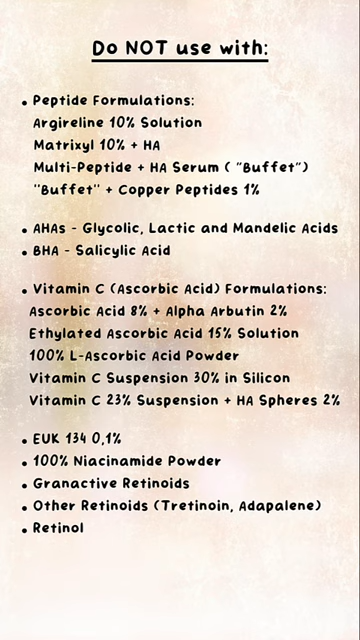 Do NOT use with:
• Peptide Formulations:
Argireline 10% Solution
Matrixyl 10% + HA
Multi-Peptide + HA Serum ( "Buffet")
"Buffet" + Copper Peptides 1%
• AHAs - Glycolic, Lactic and Mandelic Acids
• BHA - Salicylic Acid
• Vitamin C (Ascorbic Acid) Formulations:
Ascorbic Acid 8% + Alpha Arbutin 2%
Ethylated Ascorbic Acid 15% Solution
100% L-Ascorbic Acid Powder
Vitamin C Suspension 30% in Silicon
Vitamin C 23% Suspension + HA Spheres 2%
• EUK 134 0,1%
• 100% Niacinamide Powder
• Granactive Retinoids
• Other Retinoids (Tretinoin, Adapalene)
• Retinol